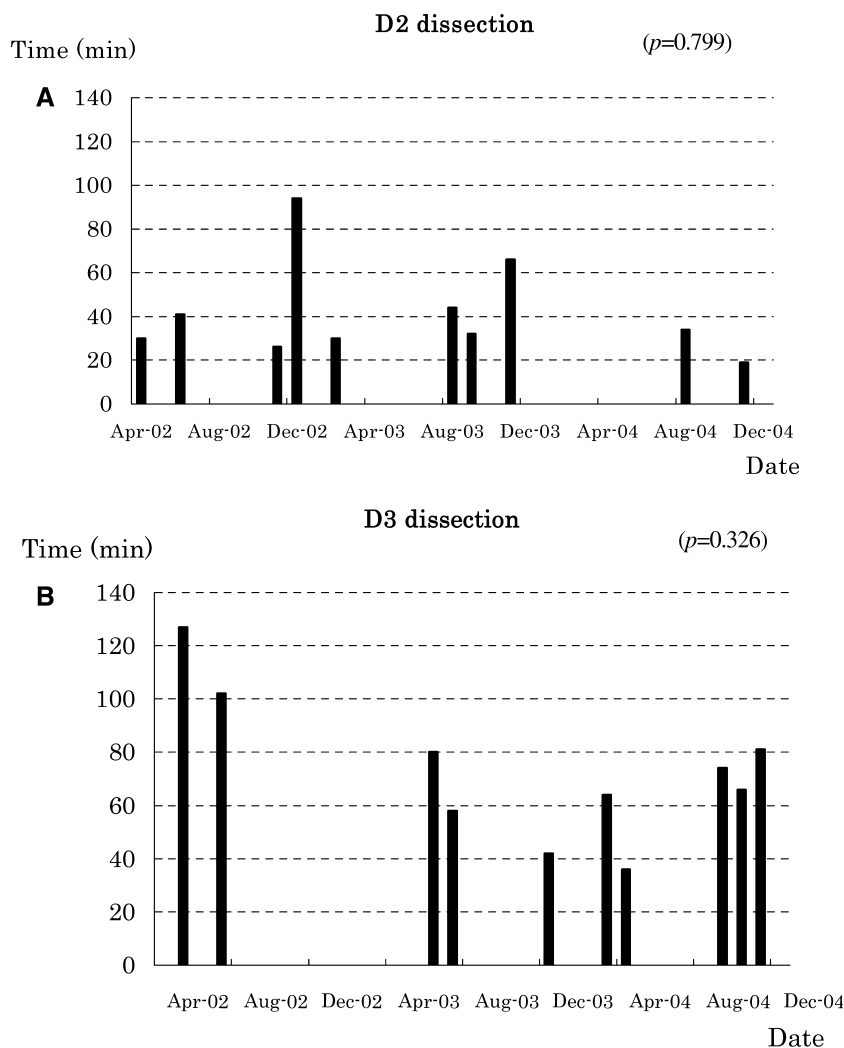 D2 dissection
Time (min)
(p=0.799)
A
140
120
100
80
60
40
20
0
Apr-02 Aug-02 Dec-02 Apr-03 Aug-03 Dec-03 Apr-04 Aug-04 Dec-04
Date
D3 dissection
Time (min)
(p=0.326)
B
140
120
100
80
60
40
20
0
Apr-02 Aug-02 Dec-02 Apr-03 Aug-03 Dec-03 Apr-04 Aug-04 Dec-04
Date